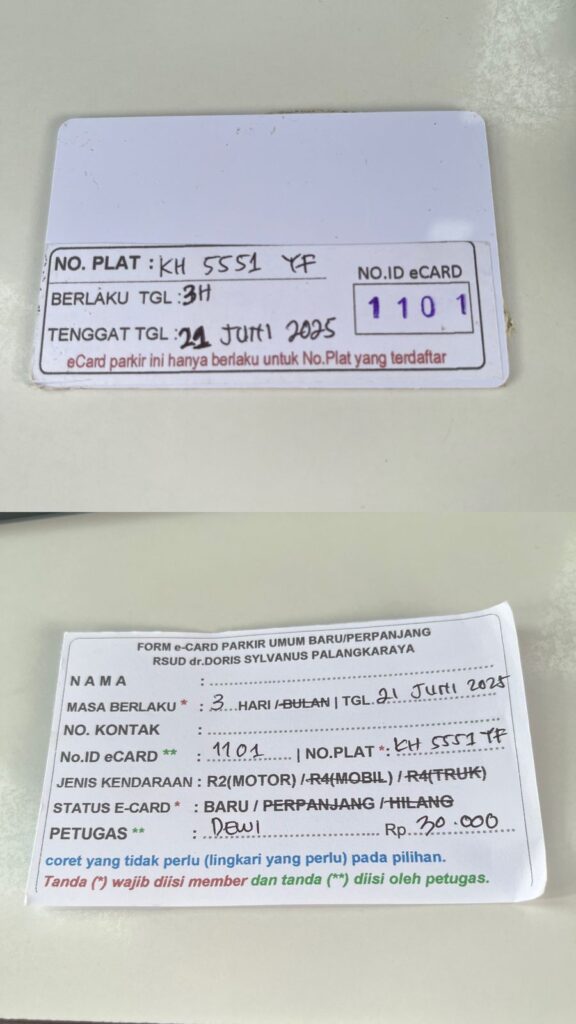 NO. PLAT : KH 5551 YF
BERLAKU TGL : 3H
TENGGAT TGL : 21 JUNI 2025
NO.ID eCARD
1101
eCard parkir ini hanya berlaku untuk No.Plat yang terdaftar
FORM e-CARD PARKIR UMUM BARU/PERPANJANG
RSUD dr.DORIS SYLVANUS PALANGKARAYA
NAMA :
MASA BERLAKU * : 3 HARI / BULAN | TGL. 21 JUNI 2025
NO. KONTAK :
No.ID eCARD ** : 1101 | NO.PLAT *: KH 5551 YF
JENIS KENDARAAN : R2(MOTOR) / R4(MOBIL) / R4(TRUK)
STATUS E-CARD * : BARU / PERPANJANG / HILANG
PETUGAS ** : DEWI Rp. 30.000
coret yang tidak perlu (lingkari yang perlu) pada pilihan.
Tanda (*) wajib diisi member dan tanda (**) diisi oleh petugas.